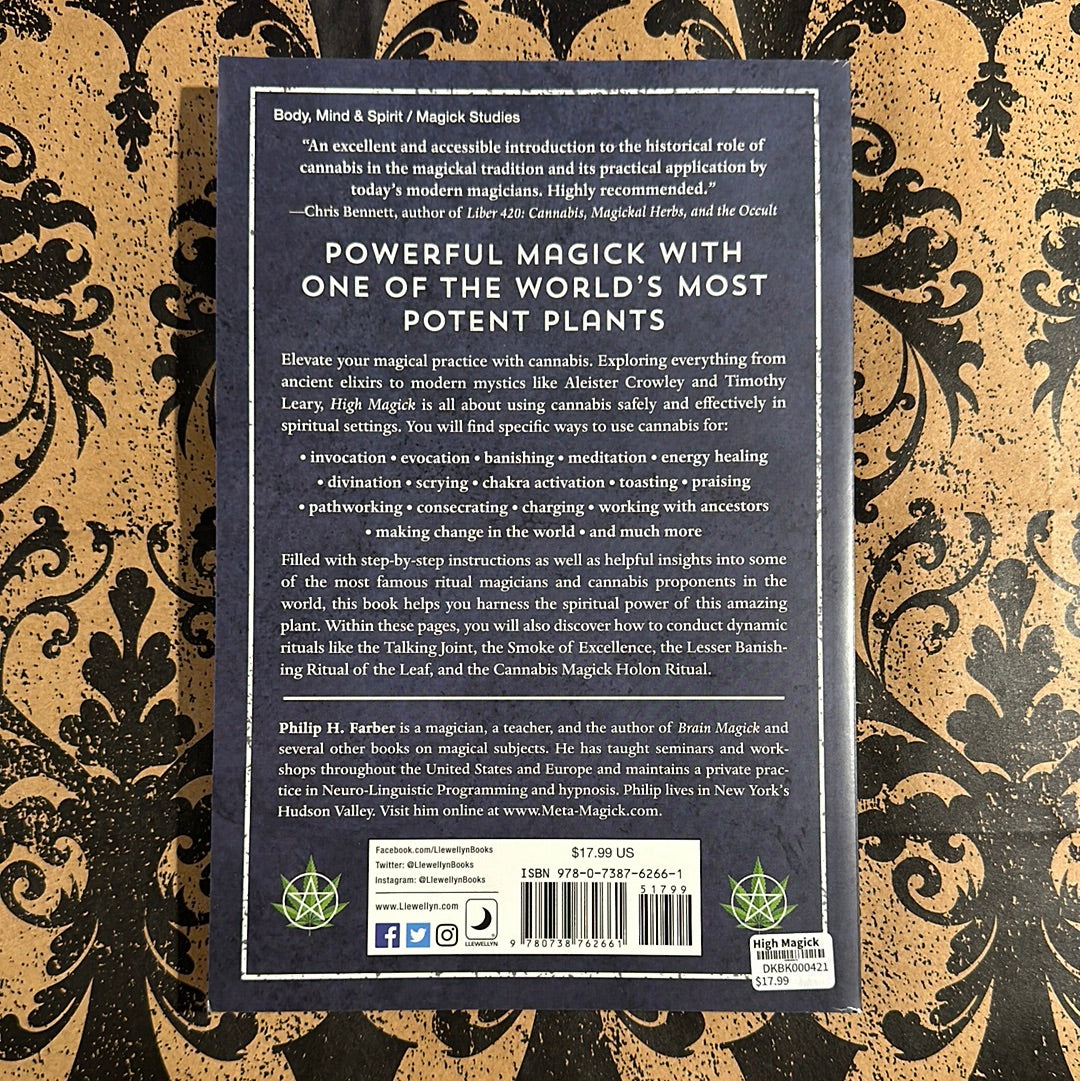 Body, Mind & Spirit / Magick Studies
“An excellent and accessible introduction to the historical role of
cannabis in the magickal tradition and its practical application by
today’s modern magicians. Highly recommended.”
—Chris Bennett, author of Liber 420: Cannabis, Magickal Herbs, and the Occult
POWERFUL MAGICK WITH
ONE OF THE WORLD’S MOST
POTENT PLANTS
Elevate your magical practice with cannabis. Exploring everything from
ancient elixirs to modern mystics like Aleister Crowley and Timothy
Leary, High Magick is all about using cannabis safely and effectively in
spiritual settings. You will find specific ways to use cannabis for:
• invocation • evocation • banishing • meditation • energy healing
• divination • scrying • chakra activation • toasting • praising
• pathworking • consecrating • charging • working with ancestors
• making change in the world • and much more
Filled with step-by-step instructions as well as helpful insights into some
of the most famous ritual magicians and cannabis proponents in the
world, this book helps you harness the spiritual power of this amazing
plant. Within these pages, you will also discover how to conduct dynamic
rituals like the Talking Joint, the Smoke of Excellence, the Lesser Banish-
ing Ritual of the Leaf, and the Cannabis Magick Holon Ritual.
Philip H. Farber is a magician, a teacher, and the author of Brain Magick and
several other books on magical subjects. He has taught seminars and work-
shops throughout the United States and Europe and maintains a private prac-
tice in Neuro-Linguistic Programming and hypnosis. Philip lives in New York’s
Hudson Valley. Visit him online at www.Meta-Magick.com.
Facebook.com/LlewellynBooks
Twitter: @LlewellynBooks
Instagram: @LlewellynBooks
www.Llewellyn.com
LLEWELLYN
$17.99 US
ISBN 978-0-7387-6266-1
51799
9 780738 762661
High Magick
DKBK000421
$17.99